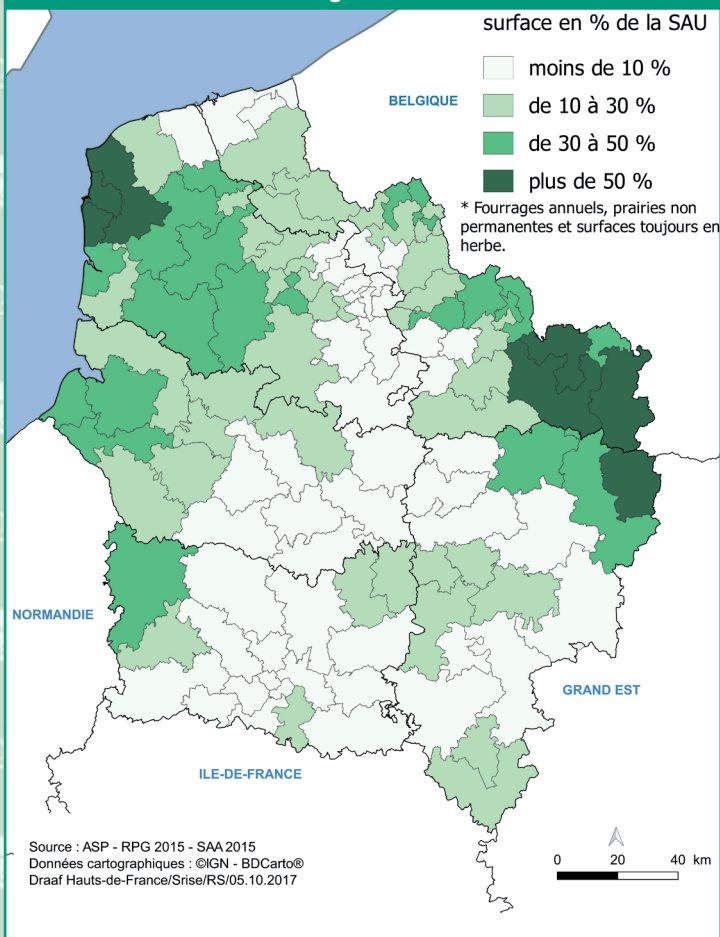 surface en % de la SAU
moins de 10 %
BELGIQUE
de 10 à 30 %
de 30 à 50 %
plus de 50 %
* Fourrages annuels, prairies non
permanentes et surfaces toujours en
herbe.
NORMANDIE
GRAND EST
ILE-DE-FRANCE
Source : ASP - RPG 2015 - SAA 2015
Données cartographiques : ©IGN - BDCarto®
Draaf Hauts-de-France/Srise/RS/05.10.2017
0 20 40 km